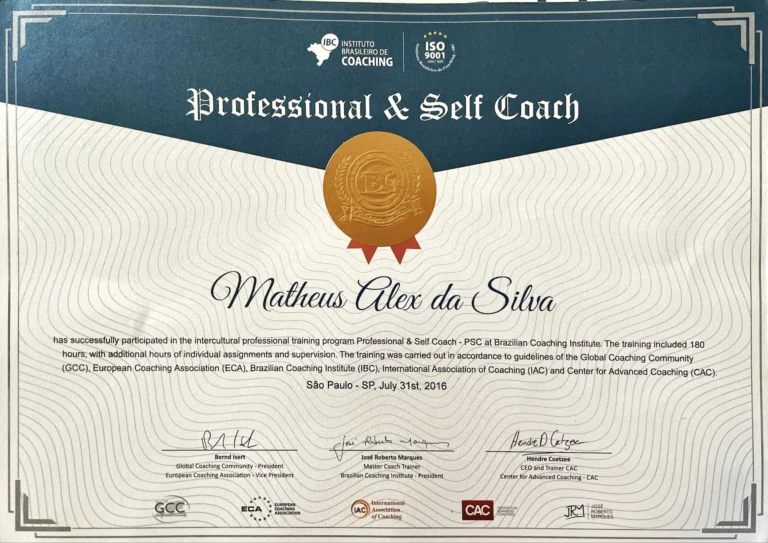 IBC
INSTITUTO
BRASILEIRO DE
COACHING
ISO
9001
Professional & Self Coach
IBC
Matheus Alex da Silva
has successfully participated in the intercultural professional training program Professional & Self Coach - PSC at Brazilian Coaching Institute. The training included 180
hours, with additional hours of individual assignments and supervision. The training was carried out in accordance to guidelines of the Global Coaching Community
(GCC), European Coaching Association (ECA), Brazilian Coaching Institute (IBC), International Association of Coaching (IAC) and Center for Advanced Coaching (CAC).
São Paulo - SP, July 31st, 2016
José Roberto Marques
Hendre D Coetzee
Bernd Isert
Global Coaching Community - President
European Coaching Association - Vice President
José Roberto Marques
Master Coach Trainer
Brazilian Coaching Institute - President
Hendre Coetzee
CEO and Trainer CAC
Center for Advanced Coaching - CAC
GCC
ECA
EUROPEAN
COACHING
ASSOCIATION
IAC
International
Association
of Coaching
CAC
JRM
JOSÉ
ROBERTO
MARQUES